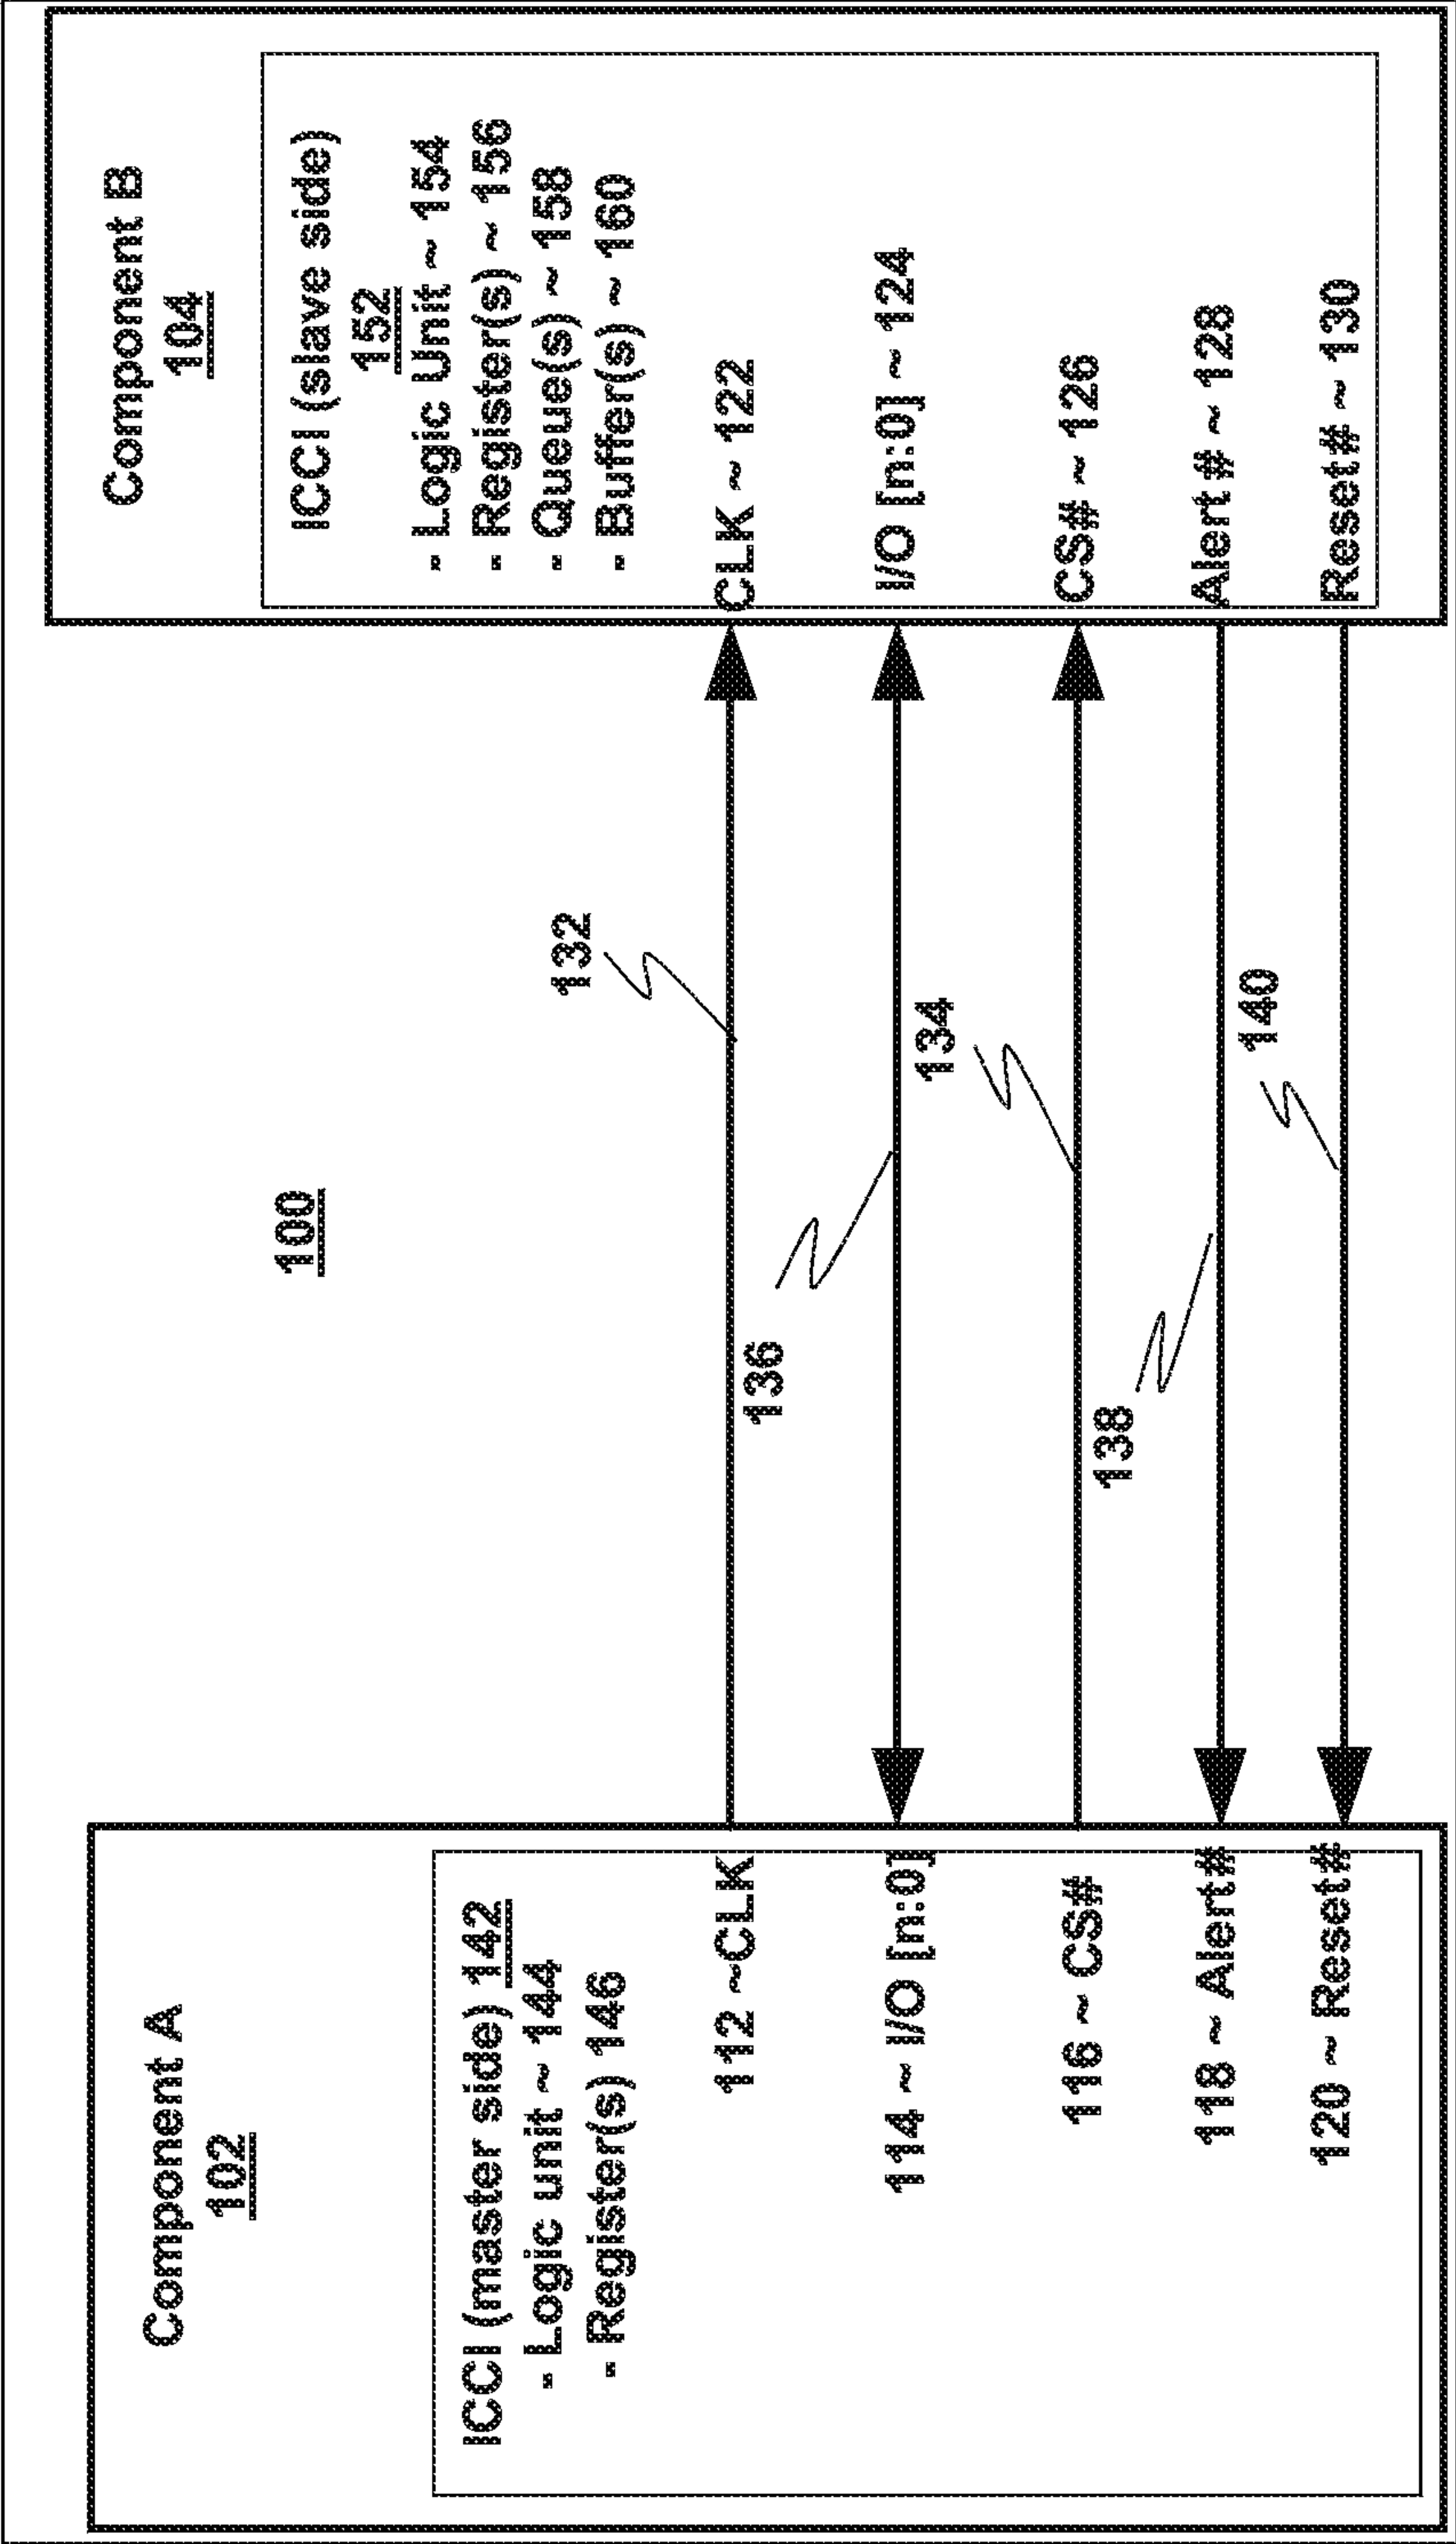 Component A
102
ICCI (master side) 142
- Logic unit ~ 144
- Register(s) 146
112 ~CLK
114 ~ I/O [n:0]
116 ~ CS#
118 ~ Alert#
120 ~ Reset#
100
132
136
134
138
140
Component B
104
ICCI (slave side)
152
- Logic Unit ~ 154
- Register(s) ~ 156
- Queue(s) ~ 158
- Buffer(s) ~ 160
CLK ~ 122
I/O [n:0] ~ 124
CS# ~ 126
Alert# ~ 128
Reset# ~ 130